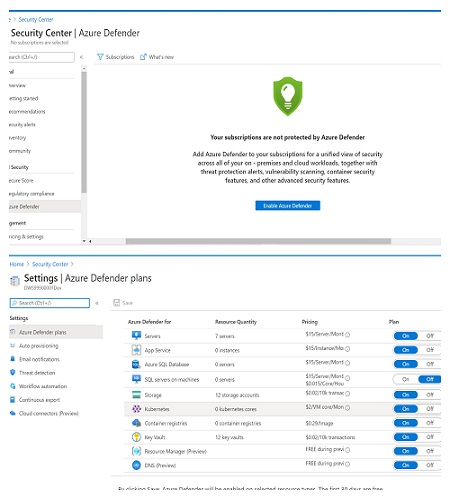 > Security Center
Security Center | Azure Defender
No subscriptions are selected
earch (Ctrl+/)
«
Subscriptions
What's new
ral
verview
etting started
ecommendations
ecurity alerts
ventory
ommunity
d Security
ecure Score
egulatory compliance
zure Defender
gement
ricing & settings
Your subscriptions are not protected by Azure Defender
Add Azure Defender to your subscriptions for a unified view of security
across all of your on - premises and cloud workloads, together with
threat protection alerts, vulnerability scanning, container security
features, and other advanced security features.
Enable Azure Defender
Home > Security Center >
Settings | Azure Defender plans
Search (Ctrl+/)
«
Save
Settings
Azure Defender plans
Auto provisioning
Email notifications
Threat detection
Workflow automation
Continuous export
Cloud connectors (Preview)
Azure Defender for Resource Quantity Pricing Plan
Servers 7 servers $15/Server/Mont On Off
App Service 0 instances $15/Instance/Mo On Off
Azure SQL Database 0 servers $15/Server/Mont On Off
SQL servers on machines 0 servers $15/Server/Mont On Off
$0.015/Core/Hou
Storage 12 storage accounts $0.02/10k transac On Off
Kubernetes 0 kubernetes cores $2/VM core/Mon On Off
Container registries 0 container registries $0.29/Image On Off
Key Vault 12 key vaults $0.02/10k transactions On Off
Resource Manager (Preview) FREE during previ On Off
DNS (Preview) FREE during previ On Off
By clicking Save, Azure Defender will be enabled on selected resource types. The first 30 days are free